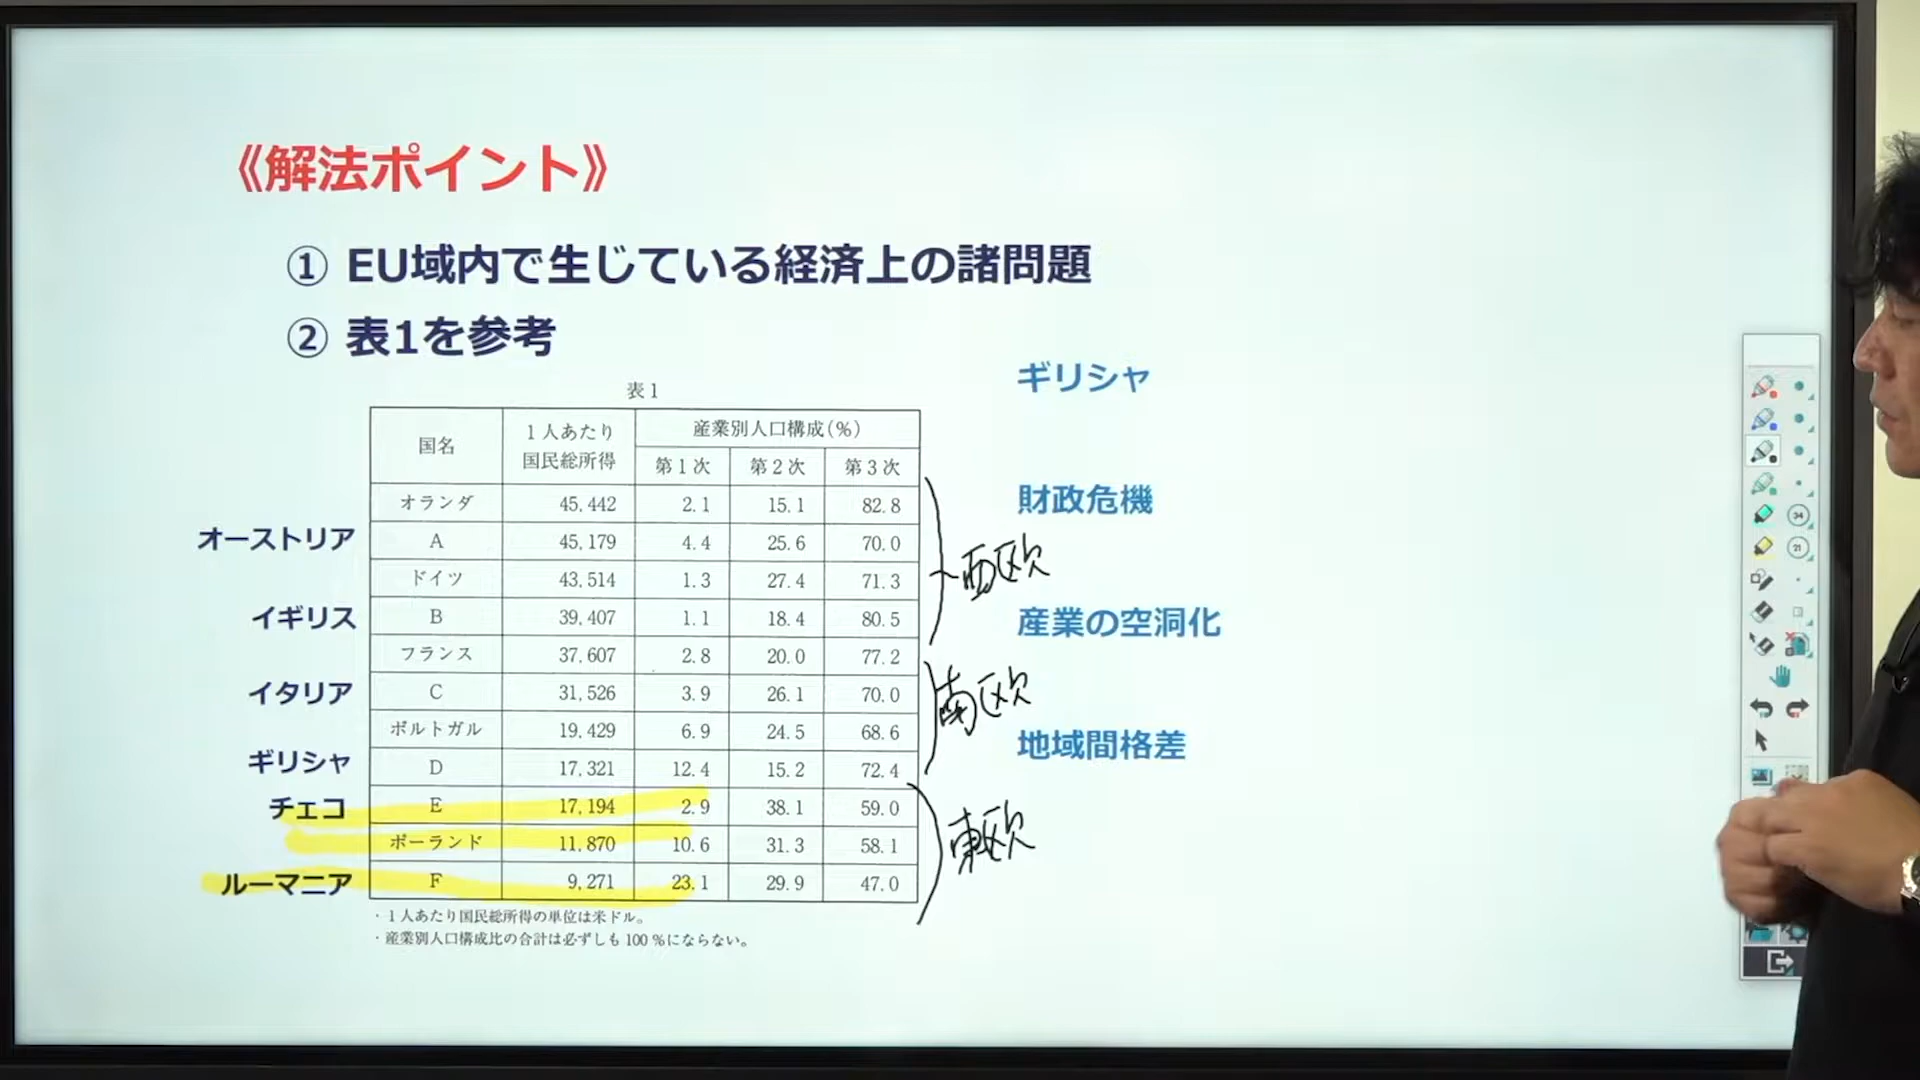 《解法ポイント》
① EU域内で生じている経済上の諸問題
② 表1を参考
表1
国名 1人あたり国民総所得 産業別人口構成(%)
第1次 第2次 第3次
オランダ 45,442 2.1 15.1 82.8
オーストリア A 45,179 4.4 25.6 70.0
ドイツ 43,514 1.3 27.4 71.3
イギリス B 39,407 1.1 18.4 80.5
フランス 37,607 2.8 20.0 77.2
イタリア C 31,526 3.9 26.1 70.0
ポルトガル 19,429 6.9 24.5 68.6
ギリシャ D 17,321 12.4 15.2 72.4
チェコ E 17,194 2.9 38.1 59.0
ポーランド 11,870 10.6 31.3 58.1
ルーマニア F 9,271 23.1 29.9 47.0
・1人あたり国民総所得の単位は米ドル。
・産業別人口構成比の合計は必ずしも100%にならない。
西欧
南欧
東欧
ギリシャ
財政危機
産業の空洞化
地域間格差
34
21